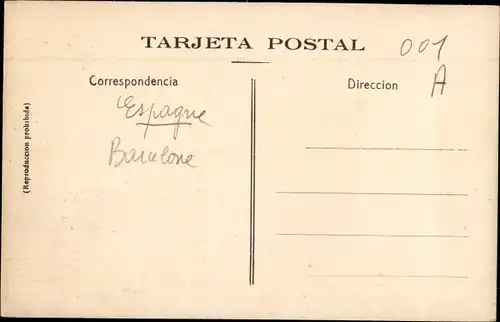 TARJETA POSTAL
001
A
Correspondencia
Direccion
Espagne
Barcelone
(Reproduccion prohibida)